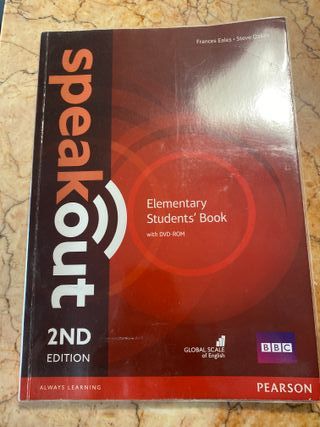 Frances Eales • Steve Oakes
speakout
Elementary
Students' Book
with DVD-ROM
2ND
EDITION
GLOBAL SCALE
of English
BBC
ALWAYS LEARNING
PEARSON